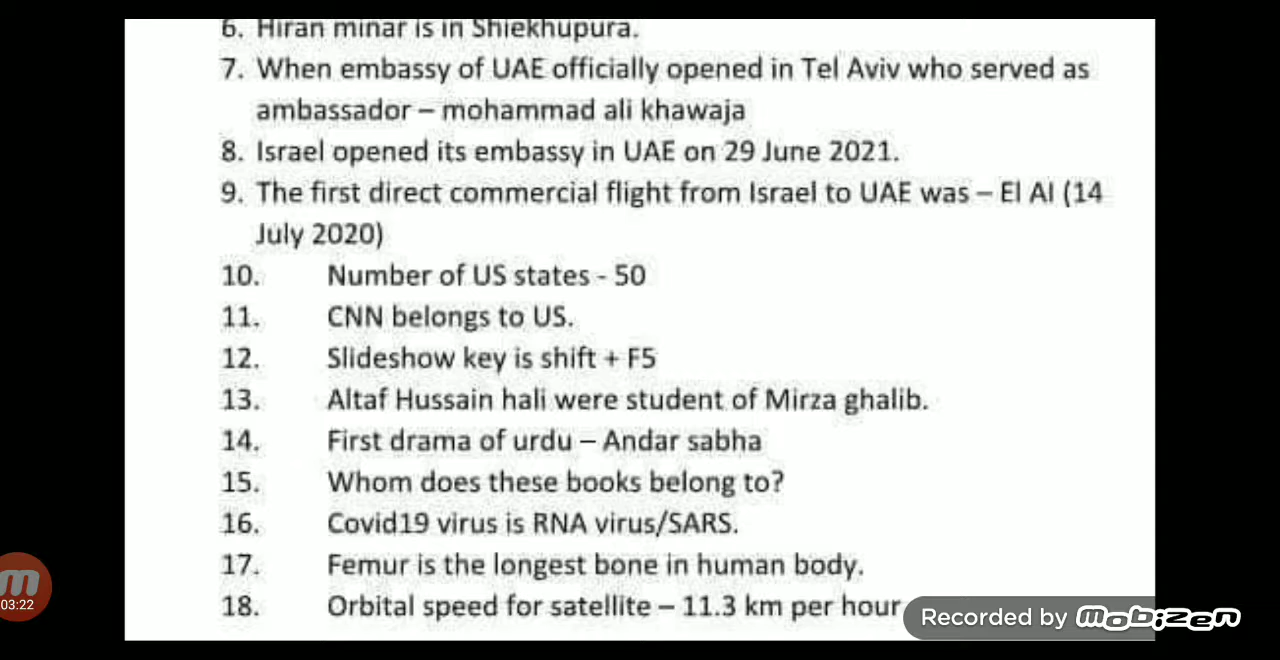 6. Hiran minar is in Shiekhupura.
7. When embassy of UAE officially opened in Tel Aviv who served as
ambassador – mohammad ali khawaja
8. Israel opened its embassy in UAE on 29 June 2021.
9. The first direct commercial flight from Israel to UAE was – El Al (14
July 2020)
10. Number of US states - 50
11. CNN belongs to US.
12. Slideshow key is shift + F5
13. Altaf Hussain hali were student of Mirza ghalib.
14. First drama of urdu – Andar sabha
15. Whom does these books belong to?
16. Covid19 virus is RNA virus/SARS.
17. Femur is the longest bone in human body.
18. Orbital speed for satellite – 11.3 km per hour
03:22
Recorded by mobizen